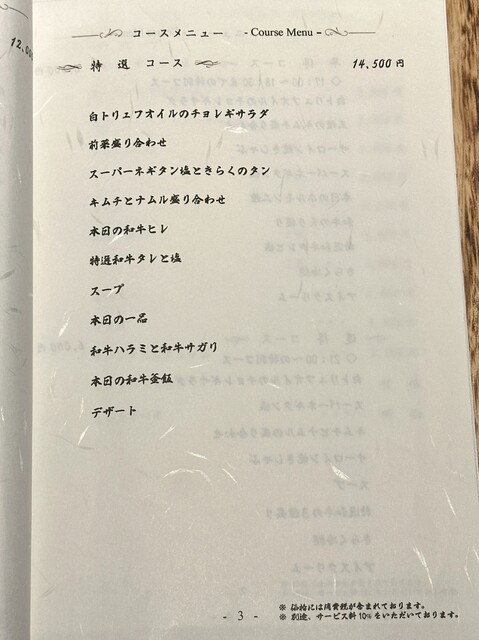 コースメニュー - Course Menu -
特選 コース 14,500円
白トリュフオイルのチョレギサラダ
前菜盛り合わせ
スーパーネギタン塩ときらくのタン
キムチとナムル盛り合わせ
本日の和牛ヒレ
特選和牛タレと塩
スープ
本日の一品
和牛ハラミと和牛サガリ
本日の和牛釜飯
デザート
※ 価格には消費税が含まれております。
※ 別途、サービス料10%をいただいております。
- 3 -